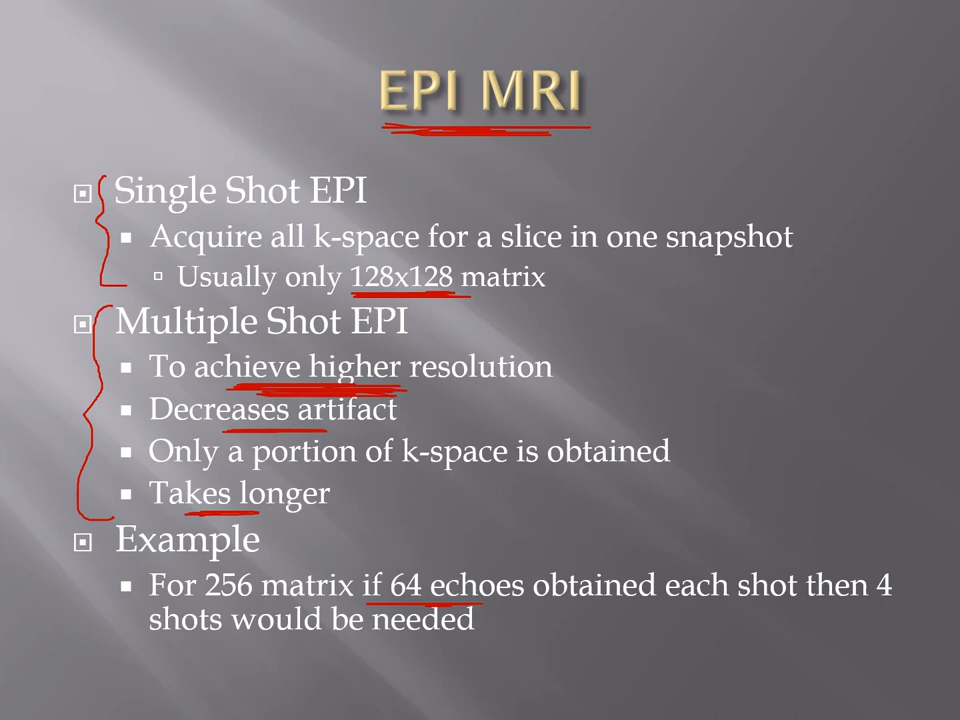 EPI MRI
Single Shot EPI
Acquire all k-space for a slice in one snapshot
Usually only 128x128 matrix
Multiple Shot EPI
To achieve higher resolution
Decreases artifact
Only a portion of k-space is obtained
Takes longer
Example
For 256 matrix if 64 echoes obtained each shot then 4
shots would be needed